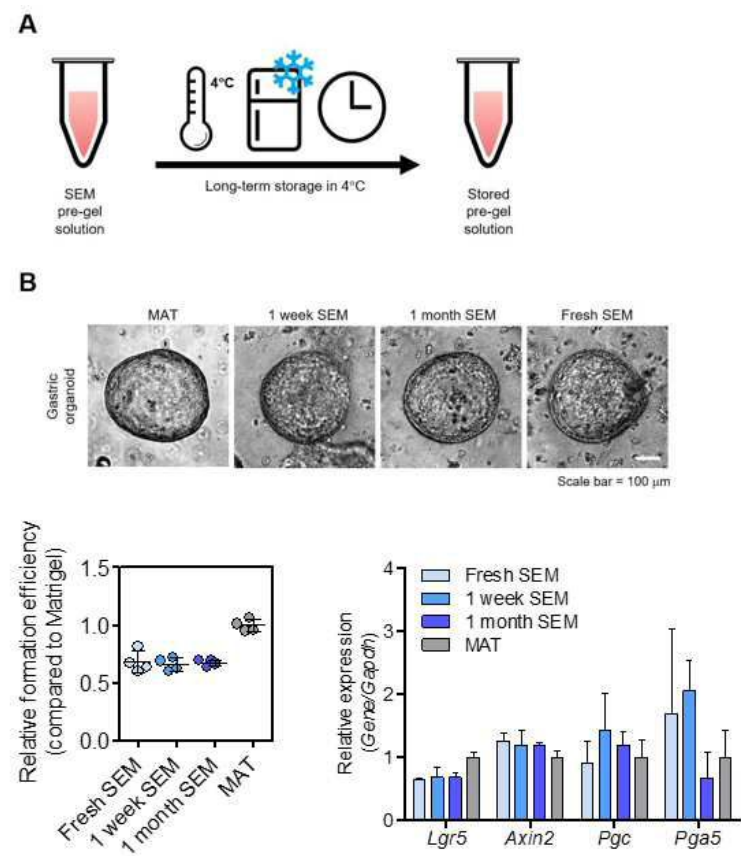 A
4°C
Long-term storage in 4°C
SEM
pre-gel
solution
Stored
pre-gel
solution
B
MAT
1 week SEM
1 month SEM
Fresh SEM
Gastric
organoid
Scale bar = 100 μm
Relative formation efficiency
(compared to Matrigel)
1.5
1.0
0.5
0.0
Fresh SEM
1 week SEM
1 month SEM
MAT
Relative expression
(Gene/Gapdh)
4
3
2
1
0
Fresh SEM
1 week SEM
1 month SEM
MAT
Lgr5
Axin2
Pgc
Pga5